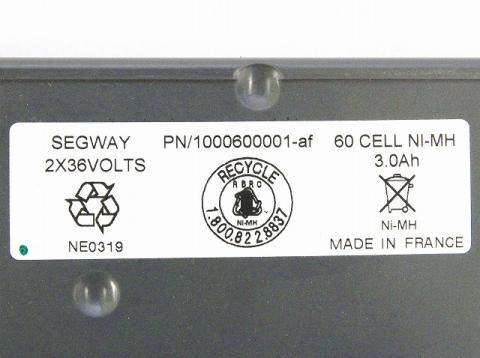 SEGWAY PN/1000600001-af 60 CELL NI-MH
2X36VOLTS 3.0Ah
RECYCLE
RBRC
NI-MH
1.800.822.8837
Ni-MH
NE0319 MADE IN FRANCE